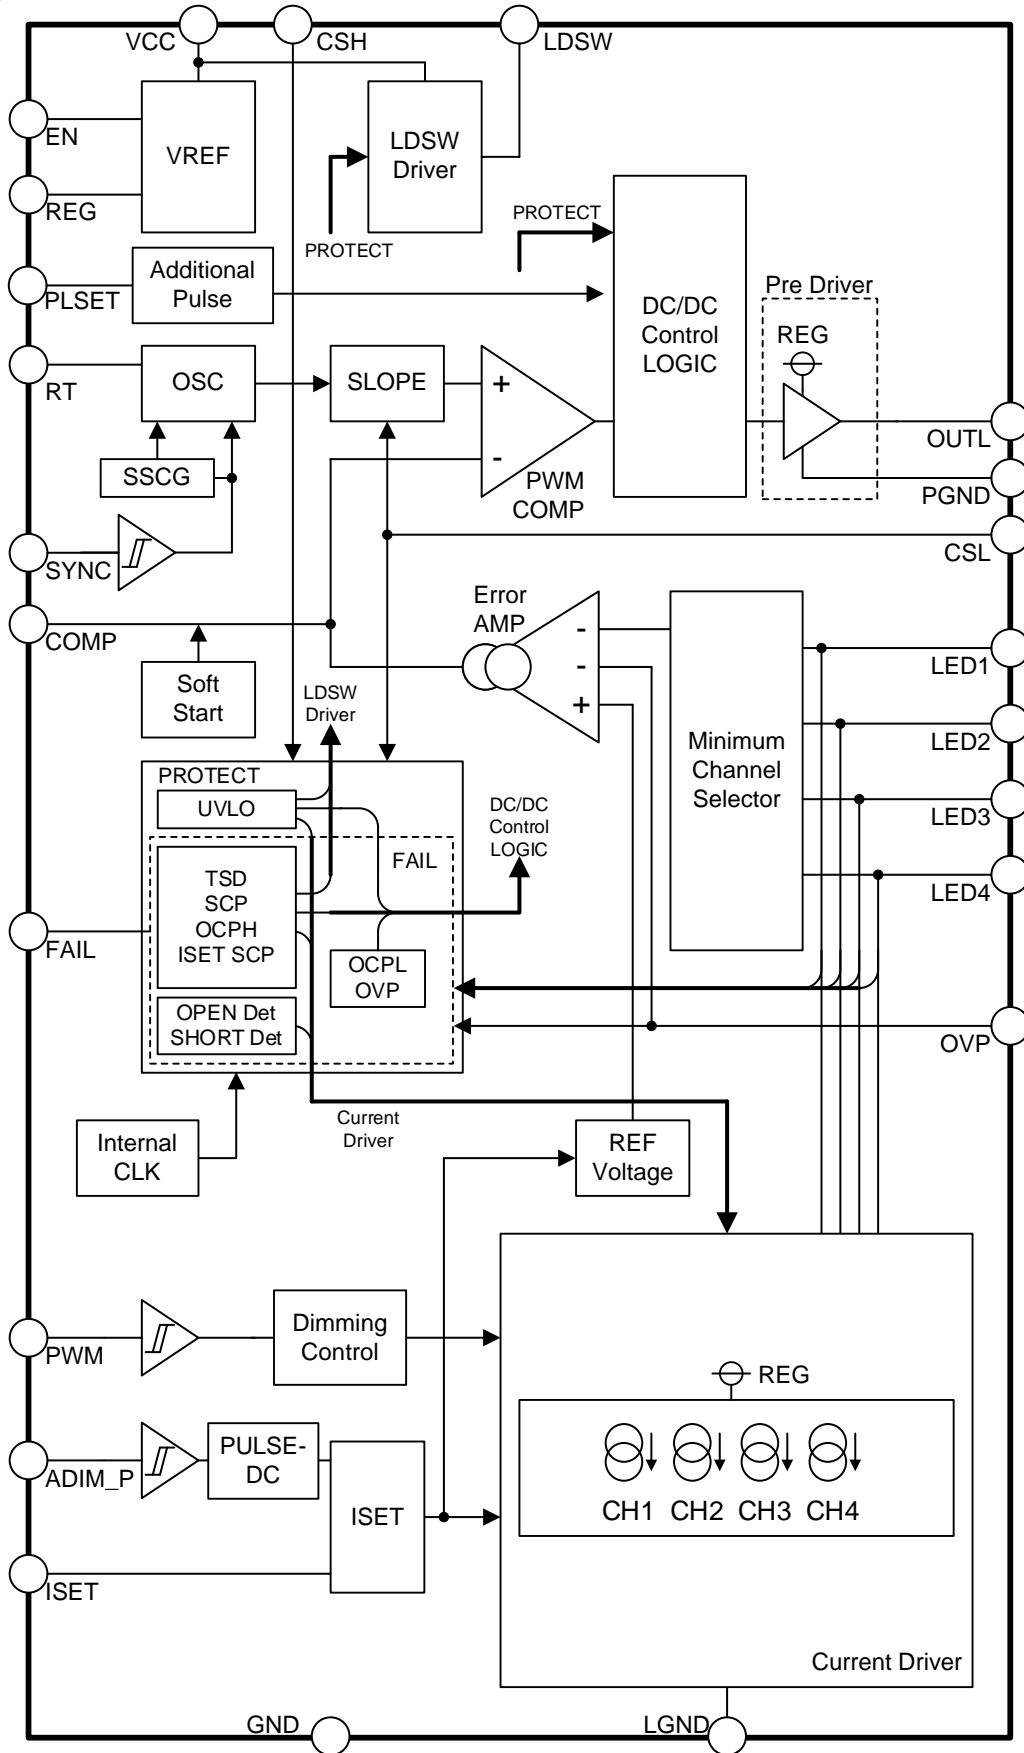 VCC
CSH
LDSW
EN
VREF
LDSW
Driver
REG
PROTECT
PROTECT
PLSET
Additional
Pulse
DC/DC
Control
LOGIC
Pre Driver
REG
RT
OSC
SLOPE
+
-
PWM
COMP
OUTL
PGND
SSCG
SYNC
CSL
COMP
Error
AMP
-
-
+
LED1
Soft
Start
LDSW
Driver
Minimum
Channel
Selector
LED2
LED3
LED4
PROTECT
UVLO
DC/DC
Control
LOGIC
FAIL
TSD
SCP
OCPH
ISET SCP
FAIL
OCPL
OVP
OPEN Det
SHORT Det
OVP
Current
Driver
Internal
CLK
REF
Voltage
PWM
Dimming
Control
REG
ADIM_P
PULSE-
DC
ISET
CH1 CH2 CH3 CH4
ISET
Current Driver
GND
LGND